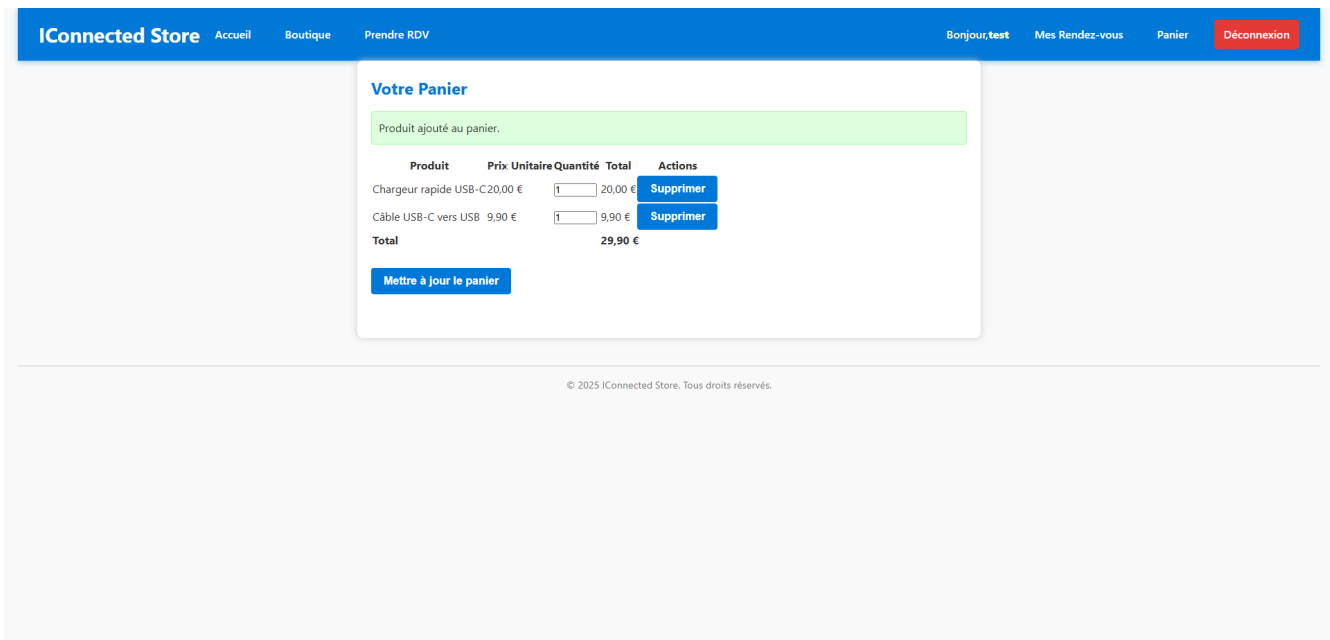 IConnected Store Accueil Boutique Prendre RDV Bonjour,test Mes Rendez-vous Panier Déconnexion
Votre Panier
Produit ajouté au panier.
Produit Prix Unitaire Quantité Total Actions
Chargeur rapide USB-C 20,00 € 1 20,00 € Supprimer
Câble USB-C vers USB 9,90 € 1 9,90 € Supprimer
Total 29,90 €
Mettre à jour le panier
© 2025 IConnected Store. Tous droits réservés.